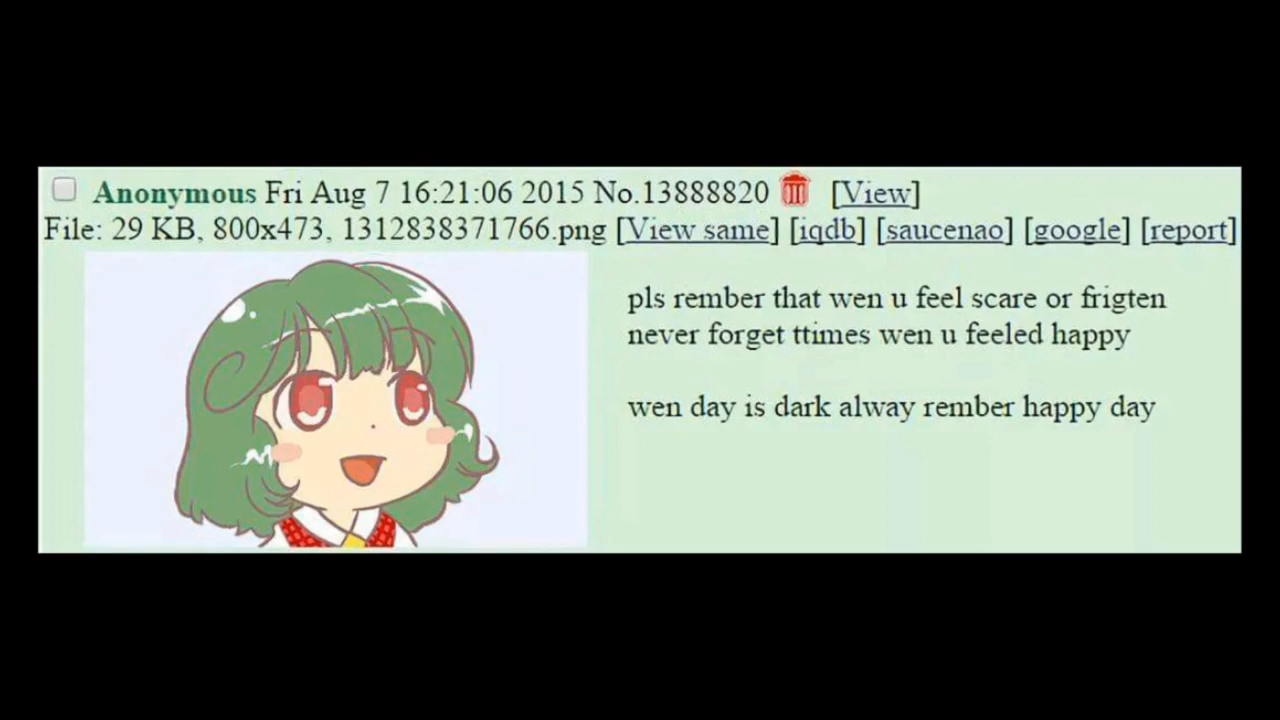 Anonymous Fri Aug 7 16:21:06 2015 No.13888820 [View]
File: 29 KB, 800x473, 1312838371766.png [View same] [iqdb] [saucenao] [google] [report]
pls rember that wen u feel scare or frigten
never forget ttimes wen u feeled happy
wen day is dark alway rember happy day